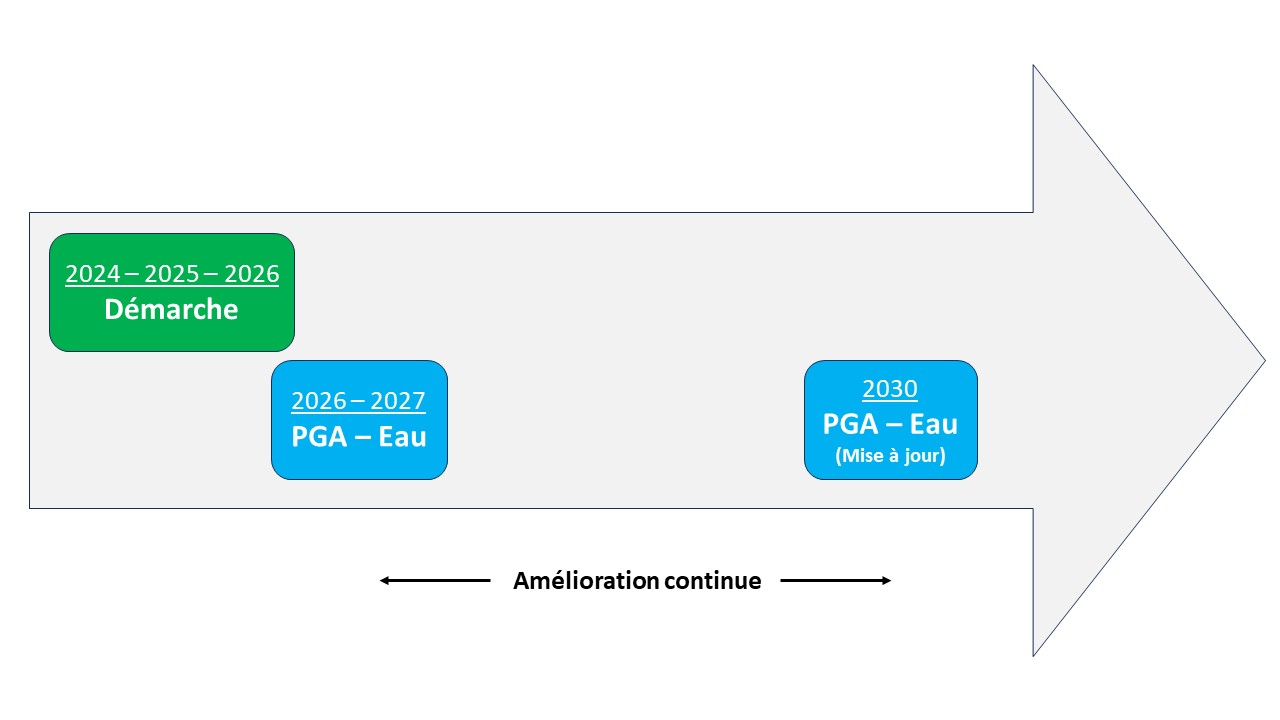 2024 – 2025 – 2026
Démarche
2026 – 2027
PGA – Eau
2030
PGA – Eau
(Mise à jour)
Amélioration continue